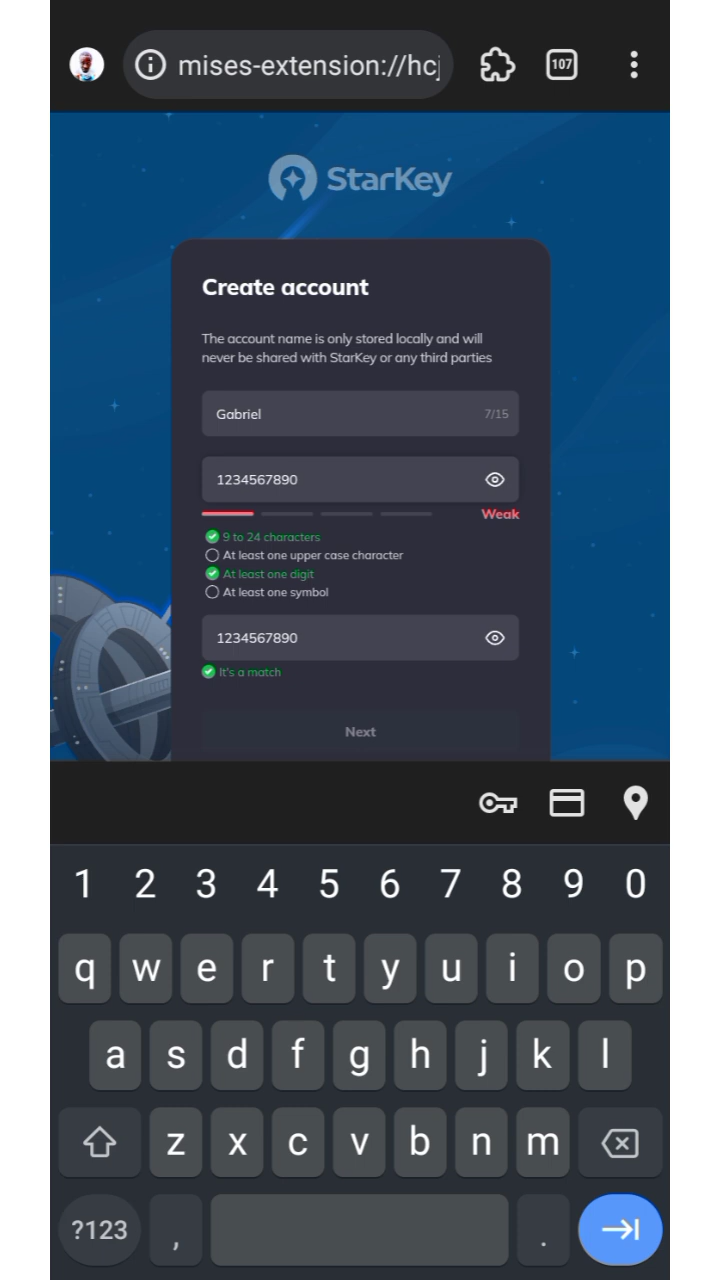 mises-extension://hcj
107
StarKey
Create account
The account name is only stored locally and will
never be shared with StarKey or any third parties
Gabriel 7/15
1234567890
Weak
9 to 24 characters
At least one upper case character
At least one digit
At least one symbol
1234567890
It's a match
Next
1 2 3 4 5 6 7 8 9 0
q w e r t y u i o p
a s d f g h j k l
z x c v b n m
?123 , .